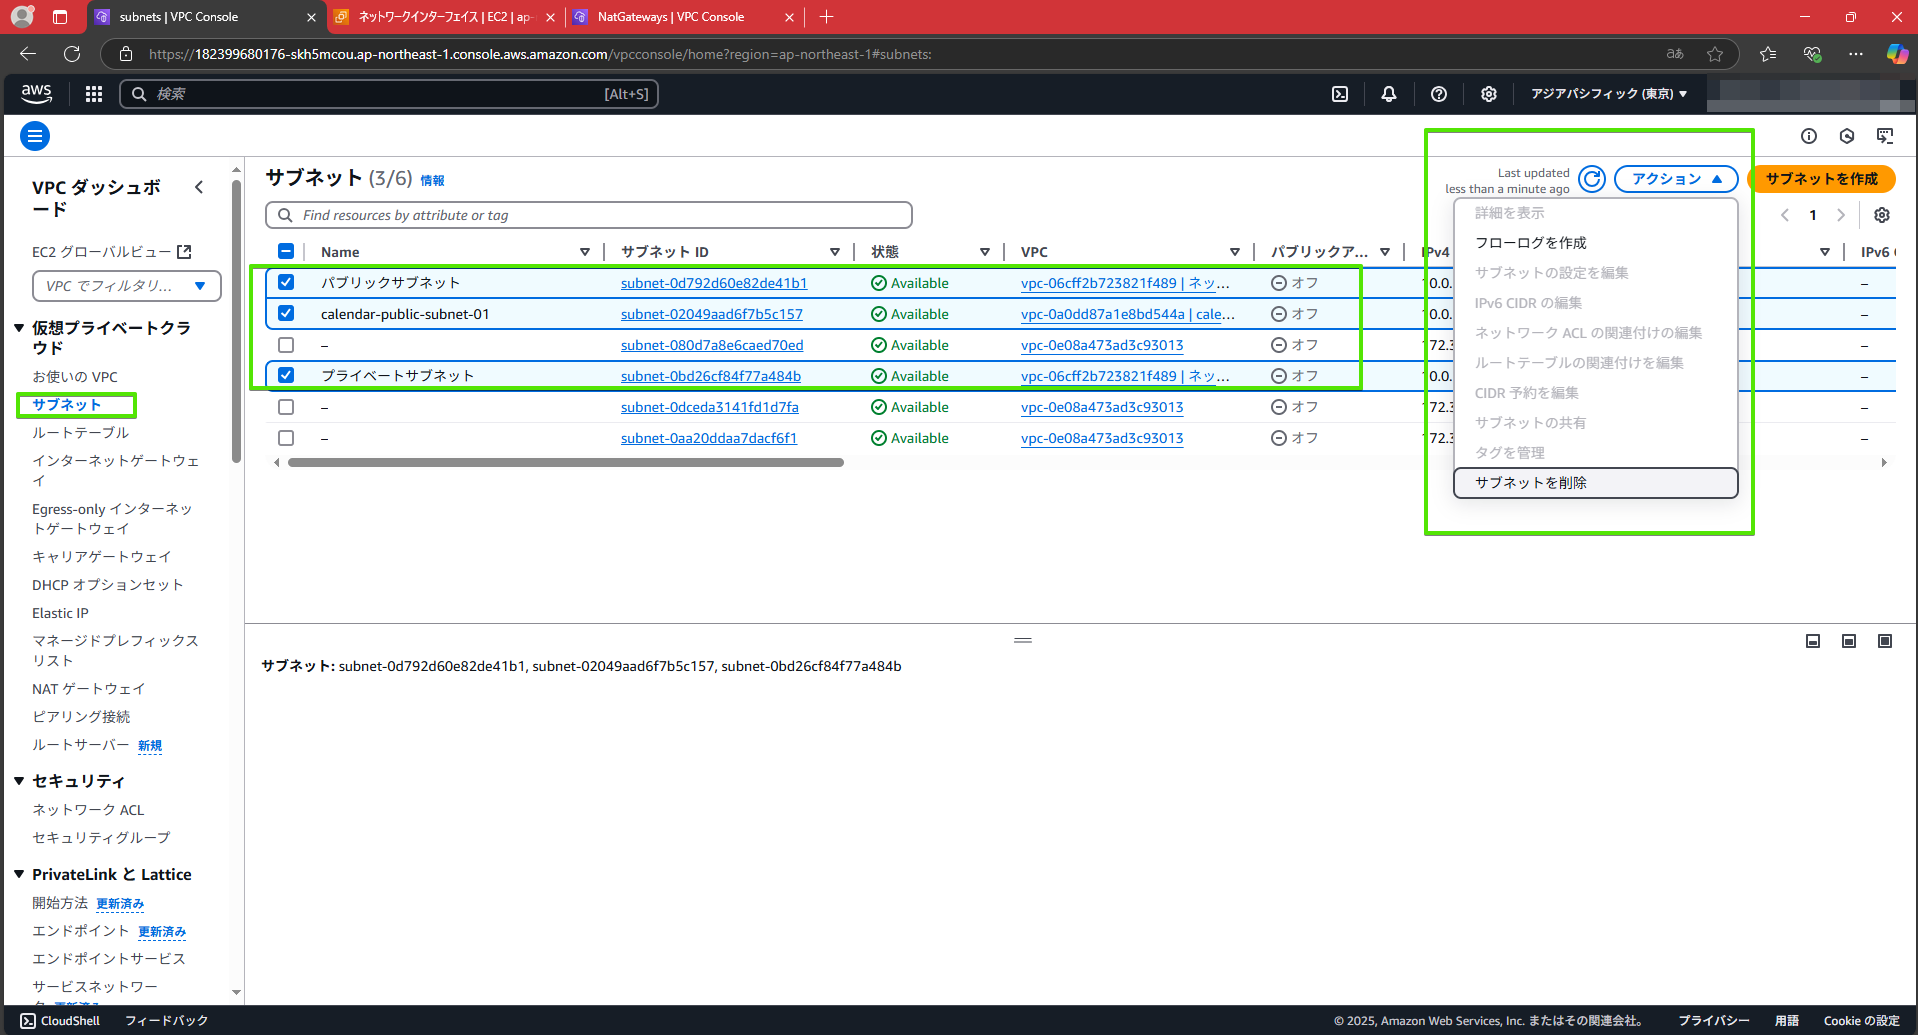 subnets | VPC Console
ネットワークインターフェイス | EC2 | ap-
NatGateways | VPC Console
https://182399680176-skh5mcou.ap-northeast-1.console.aws.amazon.com/vpcconsole/home?region=ap-northeast-1#subnets:
aあ
aws
検索
[Alt+S]
アジアパシフィック (東京)
VPC ダッシュボ
ード
EC2 グローバルビュー
VPC でフィルタリ...
仮想プライベートクラ
ウド
お使いの VPC
サブネット
ルートテーブル
インターネットゲートウェ
イ
Egress-only インターネッ
トゲートウェイ
キャリアゲートウェイ
DHCP オプションセット
Elastic IP
マネージドプレフィックス
リスト
NAT ゲートウェイ
ピアリング接続
ルートサーバー 新規
セキュリティ
ネットワーク ACL
セキュリティグループ
PrivateLink と Lattice
開始方法 更新済み
エンドポイント 更新済み
エンドポイントサービス
サービスネットワー
ク 更新済み
サブネット (3/6) 情報
Last updated
less than a minute ago
アクション
サブネットを作成
Find resources by attribute or tag
1
Name サブネット ID 状態 VPC パブリックア... IPv4 IPv6 C
パブリックサブネット subnet-0d792d60e82de41b1 Available vpc-06cff2b723821f489 | ネッ... オフ 10.0. –
calendar-public-subnet-01 subnet-02049aad6f7b5c157 Available vpc-0a0dd87a1e8bd544a | cale... オフ 10.0. –
– subnet-080d7a8e6caed70ed Available vpc-0e08a473ad3c93013 オフ 172.3 –
プライベートサブネット subnet-0bd26cf84f77a484b Available vpc-06cff2b723821f489 | ネッ... オフ 10.0. –
– subnet-0dceda3141fd1d7fa Available vpc-0e08a473ad3c93013 オフ 172.3 –
– subnet-0aa20ddaa7dacf6f1 Available vpc-0e08a473ad3c93013 オフ 172.3 –
詳細を表示
フローログを作成
サブネットの設定を編集
IPv6 CIDR の編集
ネットワーク ACL の関連付けの編集
ルートテーブルの関連付けを編集
CIDR 予約を編集
サブネットの共有
タグを管理
サブネットを削除
サブネット: subnet-0d792d60e82de41b1, subnet-02049aad6f7b5c157, subnet-0bd26cf84f77a484b
CloudShell フィードバック
© 2025, Amazon Web Services, Inc. またはその関連会社。 プライバシー 用語 Cookie の設定